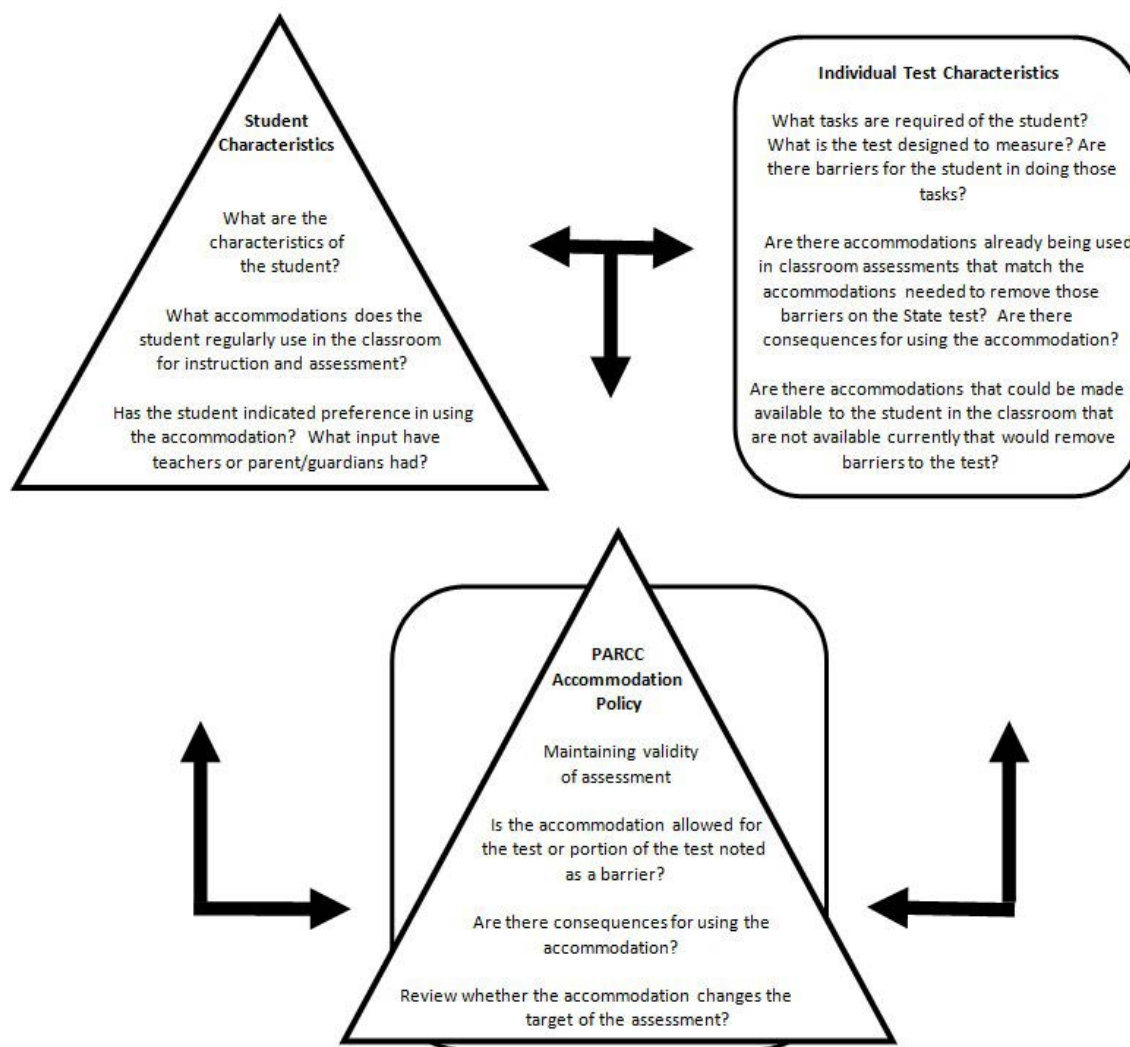 Student
Characteristics
What are the
characteristics of
the student?
What accommodations does the
student regularly use in the classroom
for instruction and assessment?
Has the student indicated preference in using
the accommodation? What input have
teachers or parent/guardians had?
Individual Test Characteristics
What tasks are required of the student?
What is the test designed to measure? Are
there barriers for the student in doing those
tasks?
Are there accommodations already being used
in classroom assessments that match the
accommodations needed to remove those
barriers on the State test? Are there
consequences for using the accommodation?
Are there accommodations that could be made
available to the student in the classroom that
are not available currently that would remove
barriers to the test?
PARCC
Accommodation
Policy
Maintaining validity
of assessment
Is the accommodation allowed for
the test or portion of the test noted
as a barrier?
Are there consequences for using the
accommodation?
Review whether the accommodation changes the
target of the assessment?